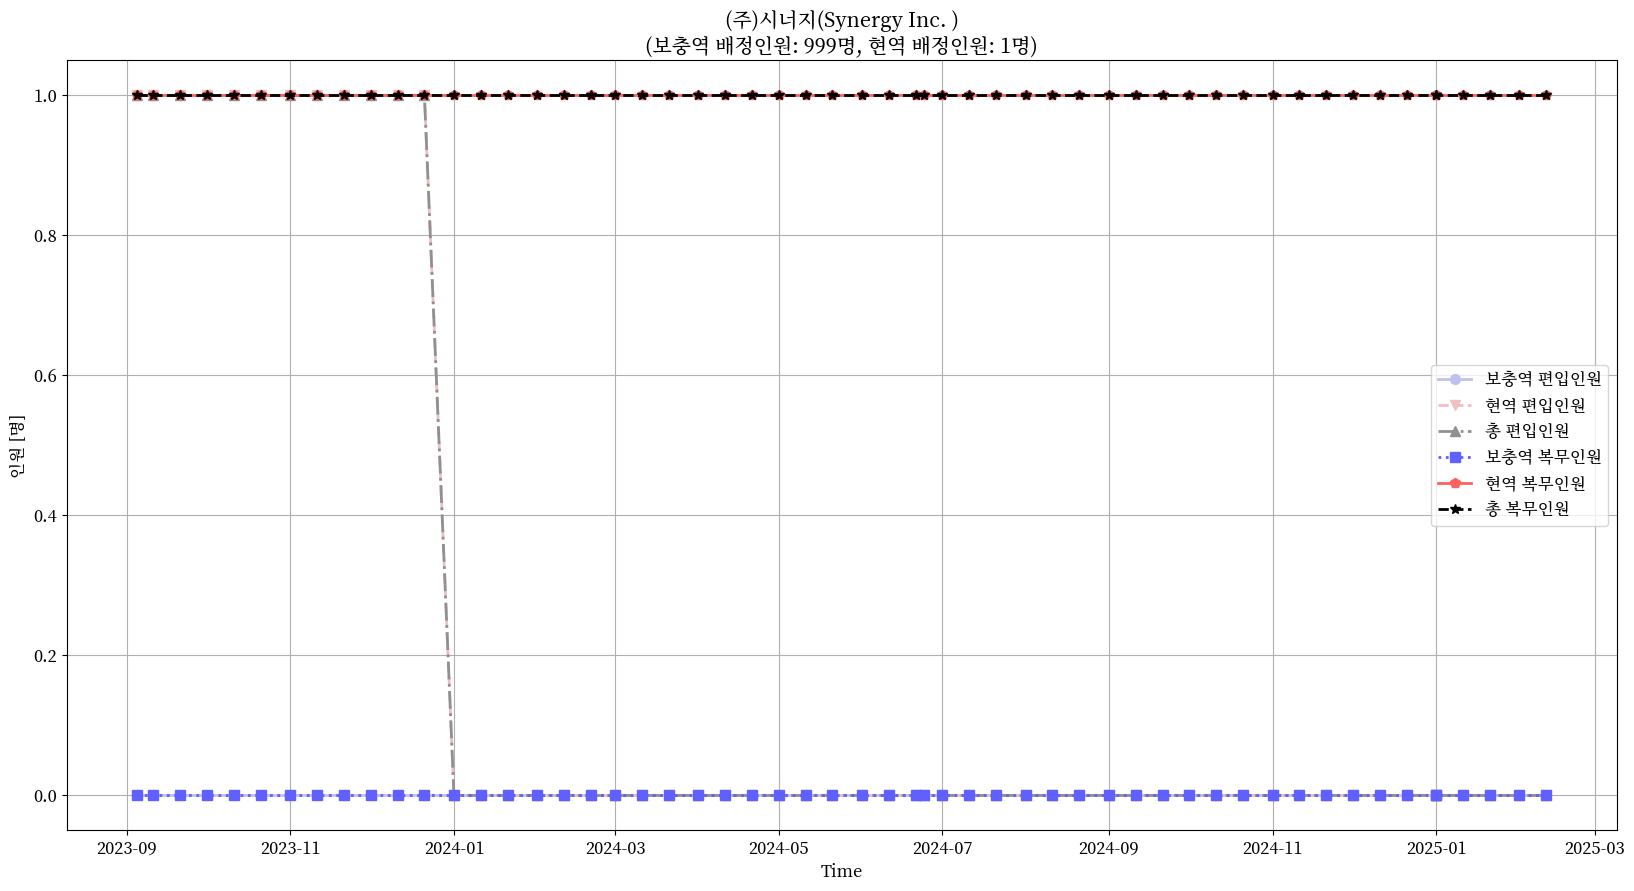 (주)시너지(Synergy Inc. )
(보충역 배정인원: 999명, 현역 배정인원: 1명)
인원 [명]
1.0
0.8
0.6
0.4
0.2
0.0
보충역 편입인원
현역 편입인원
총 편입인원
보충역 복무인원
현역 복무인원
총 복무인원
2023-09
2023-11
2024-01
2024-03
2024-05
2024-07
2024-09
2024-11
2025-01
2025-03
Time